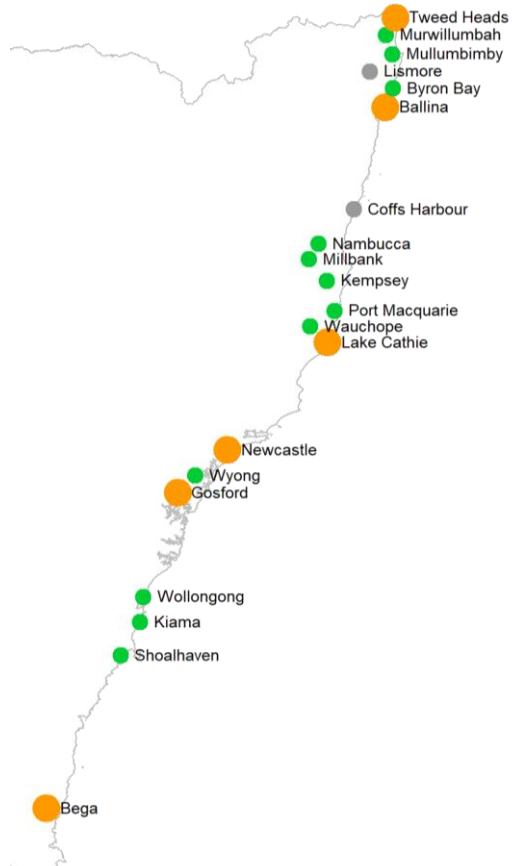 Tweed Heads
Murwillumbah
Mullumbimby
Lismore
Byron Bay
Ballina
Coffs Harbour
Nambucca
Millbank
Kempsey
Port Macquarie
Wauchope
Lake Cathie
Newcastle
Wyong
Gosford
Wollongong
Kiama
Shoalhaven
Bega